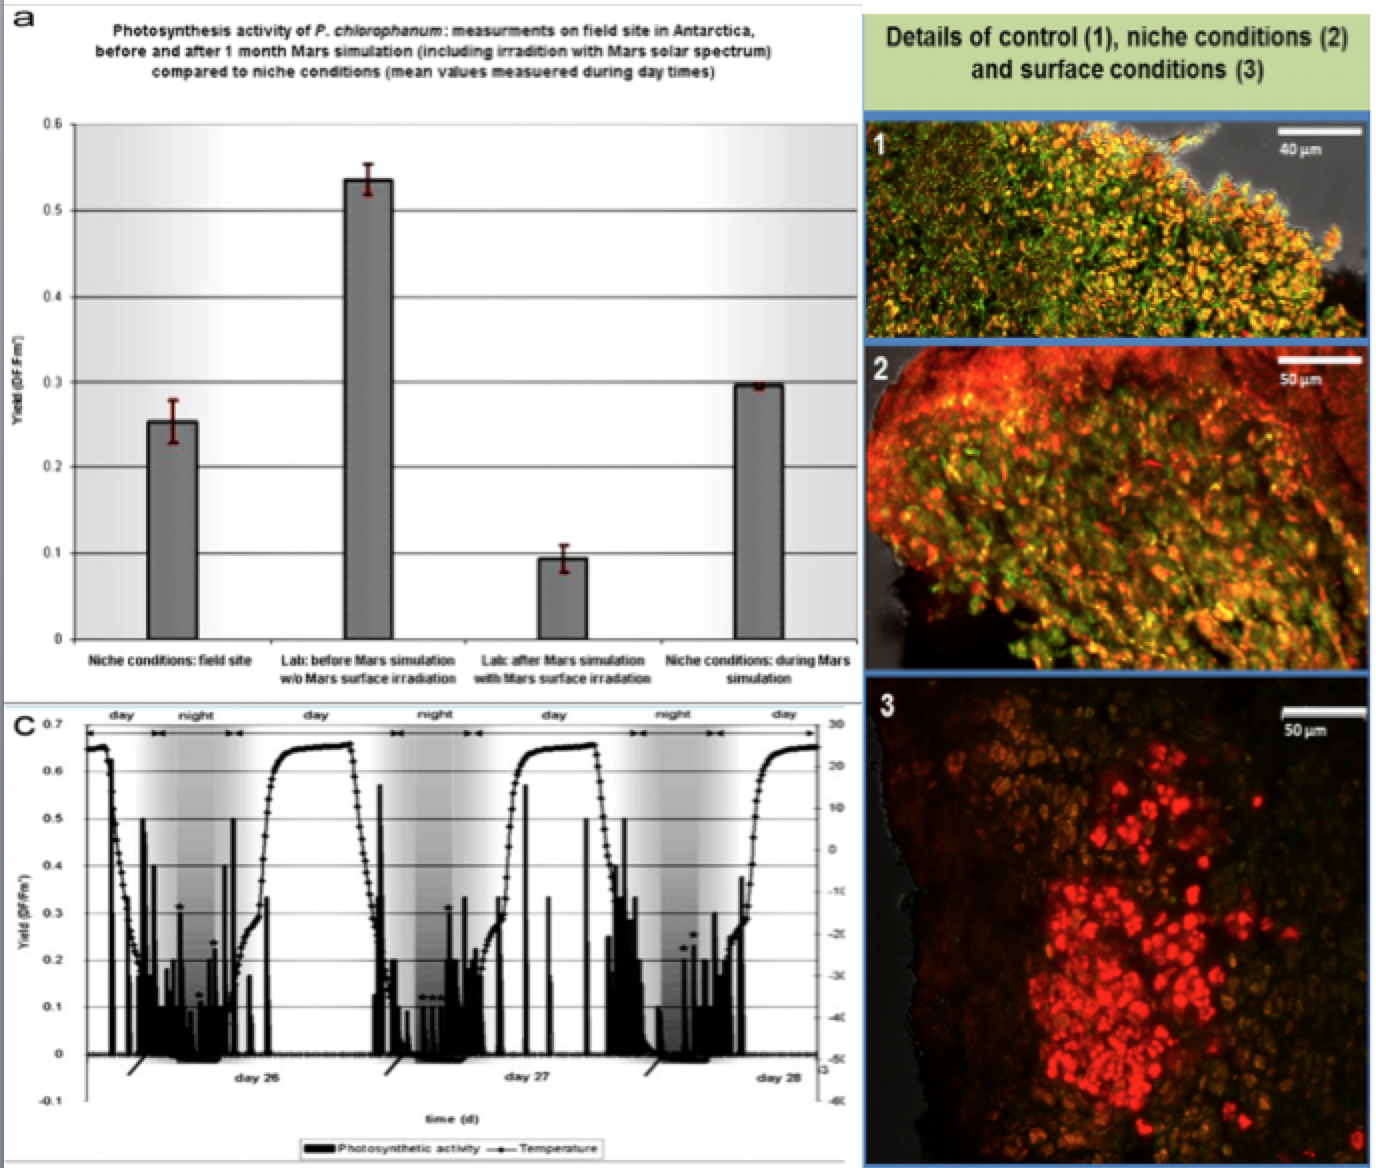 a
Photosynthesis activity of P. chlorophanum: measurments on field site in Antarctica,
before and after 1 month Mars simulation (including irradition with Mars solar spectrum)
compared to niche conditions (mean values measuered during day times)
0.6
0.5
0.4
0.3
0.2
0.1
0
Yield (DF/Fm')
Niche conditions: field site
Lab: before Mars simulation
w/o Mars surface irradiation
Lab: after Mars simulation
with Mars surface irradation
Niche conditions: during Mars
simulation
C
day night day night day night day
0.7
0.6
0.5
0.4
0.3
0.2
0.1
0
-0.1
Yield (DF/Fm')
30
20
10
0
-10
-20
-30
-40
-50
-60
day 26 day 27 day 28
time (d)
Photosynthetic activity Temperature
Details of control (1), niche conditions (2)
and surface conditions (3)
1
40 µm
2
50 µm
3
50 µm